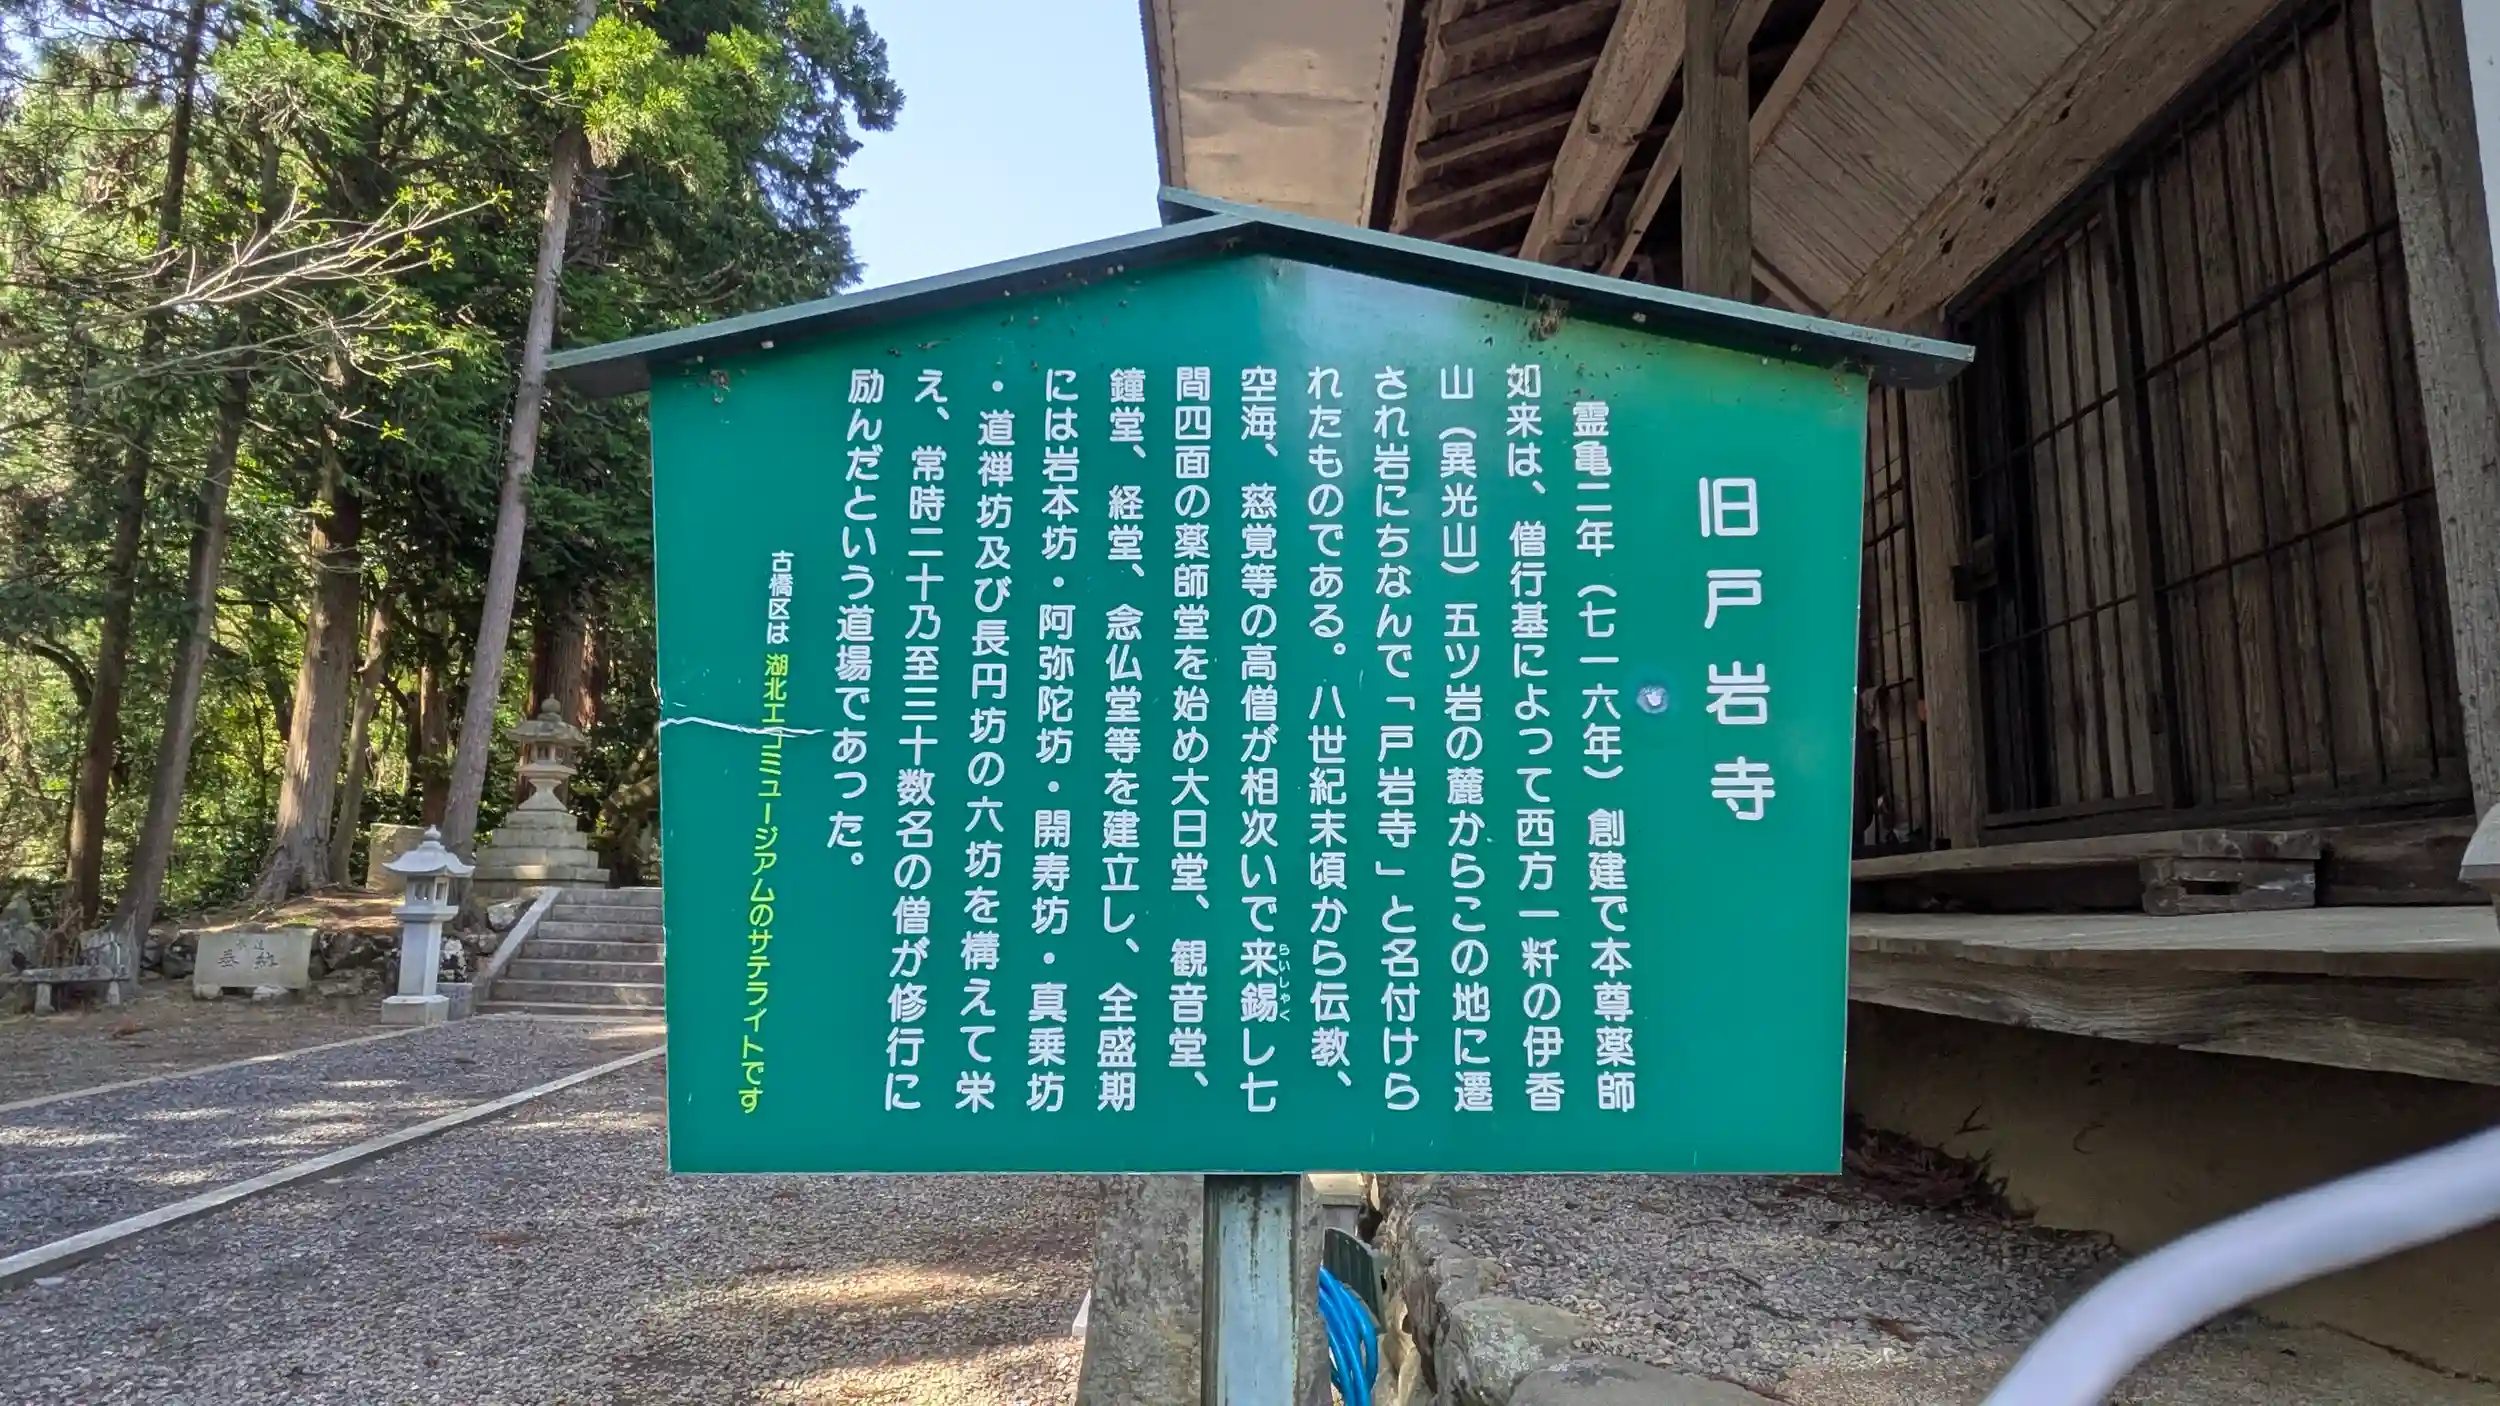 旧戸岩寺
霊亀二年（七一六年）創建で本尊薬師
如来は、僧行基によって西方一粁の伊香
山（異光山）五ツ岩の麓からこの地に遷
され岩にちなんで「戸岩寺」と名付けら
れたものである。八世紀末頃から伝教、
空海、慈覚等の高僧が相次いで来錫し七
らいしゃく
間四面の薬師堂を始め大日堂、観音堂、
鐘堂、経堂、念仏堂等を建立し、全盛期
には岩本坊・阿弥陀坊・開寿坊・真乗坊
・道禅坊及び長円坊の六坊を構えて栄
え、常時二十乃至三十数名の僧が修行に
励んだという道場であった。
古橋区は 湖北エコミュージアムのサテライトです